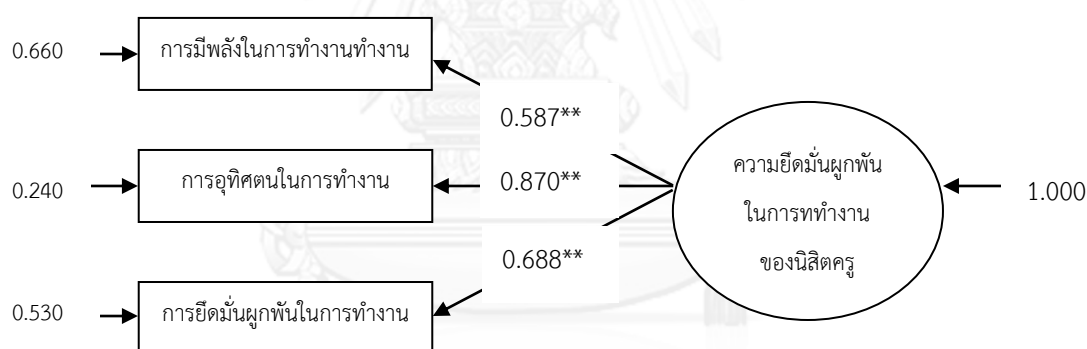 0.660 การมีพลังในการทำงานทำงาน
0.587**
0.240 การอุทิศตนในการทำงาน 0.870**
ความยึดมั่นผูกพัน
ในการททำงาน
ของนิสิตครู
1.000
0.688**
0.530 การยึดมั่นผูกพันในการทำงาน